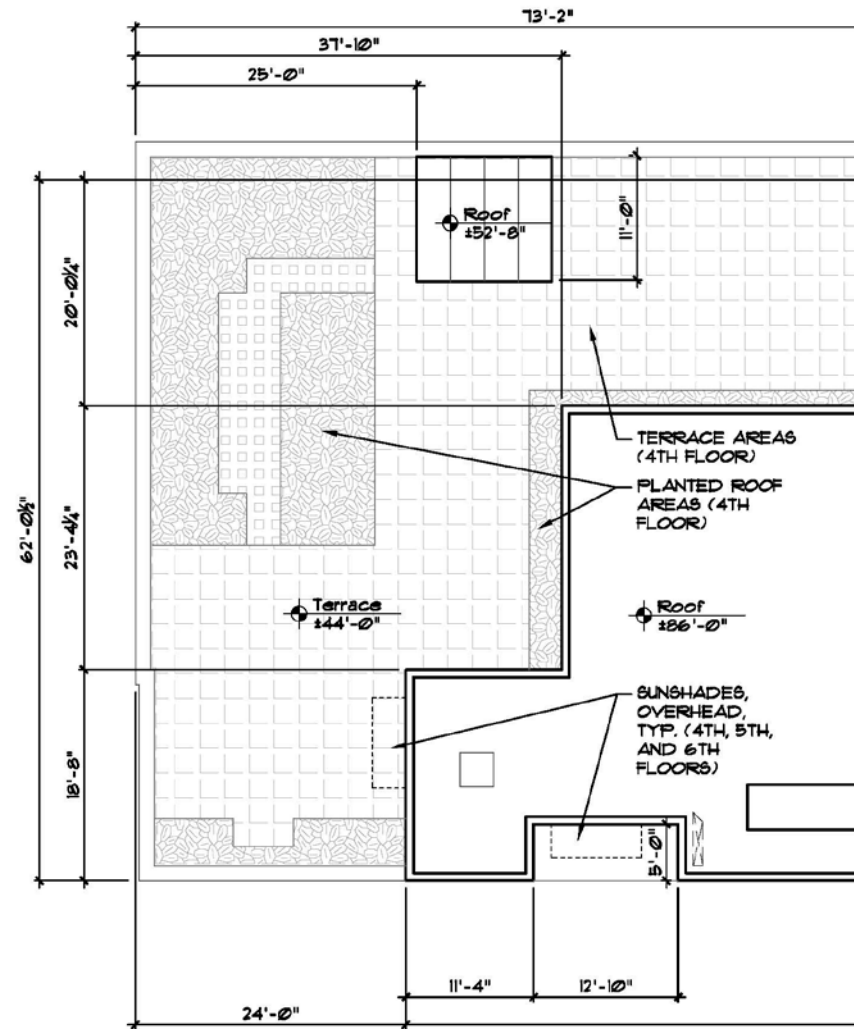 73'-2"
37'-10"
25'-0"
Roof
±52'-8"
11'-0"
20'-0¼"
TERRACE AREAS
(4TH FLOOR)
PLANTED ROOF
AREAS (4TH
FLOOR)
62'-0½"
23'-4¼"
Terrace
±44'-0"
Roof
±86'-0"
SUNSHADES,
OVERHEAD,
TYP. (4TH, 5TH,
AND 6TH
FLOORS)
18'-8"
5'-0"
11'-4"
12'-10"
24'-0"